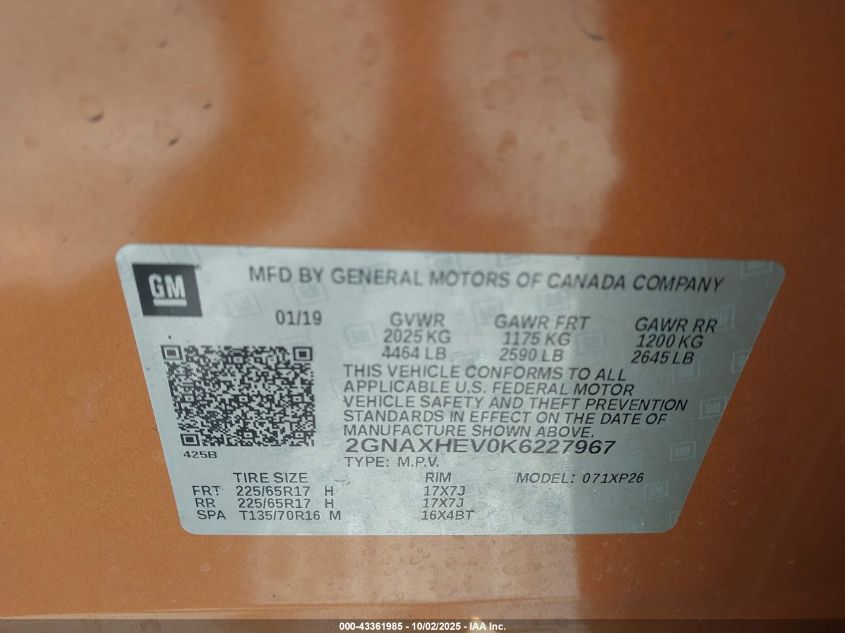 GM
MFD BY GENERAL MOTORS OF CANADA COMPANY
01/19 GVWR GAWR FRT GAWR RR
2025 KG 1175 KG 1200 KG
4464 LB 2590 LB 2645 LB
THIS VEHICLE CONFORMS TO ALL
APPLICABLE U.S. FEDERAL MOTOR
VEHICLE SAFETY AND THEFT PREVENTION
STANDARDS IN EFFECT ON THE DATE OF
MANUFACTURE SHOWN ABOVE.
425B
2GNAXHEV0K6227967
TYPE: M.P.V.
TIRE SIZE RIM MODEL: 071XP26
FRT 225/65R17 H 17X7J
RR 225/65R17 H 17X7J
SPA T135/70R16 M 16X4BT
000-43361985 - 10/02/2025 - IAA Inc.